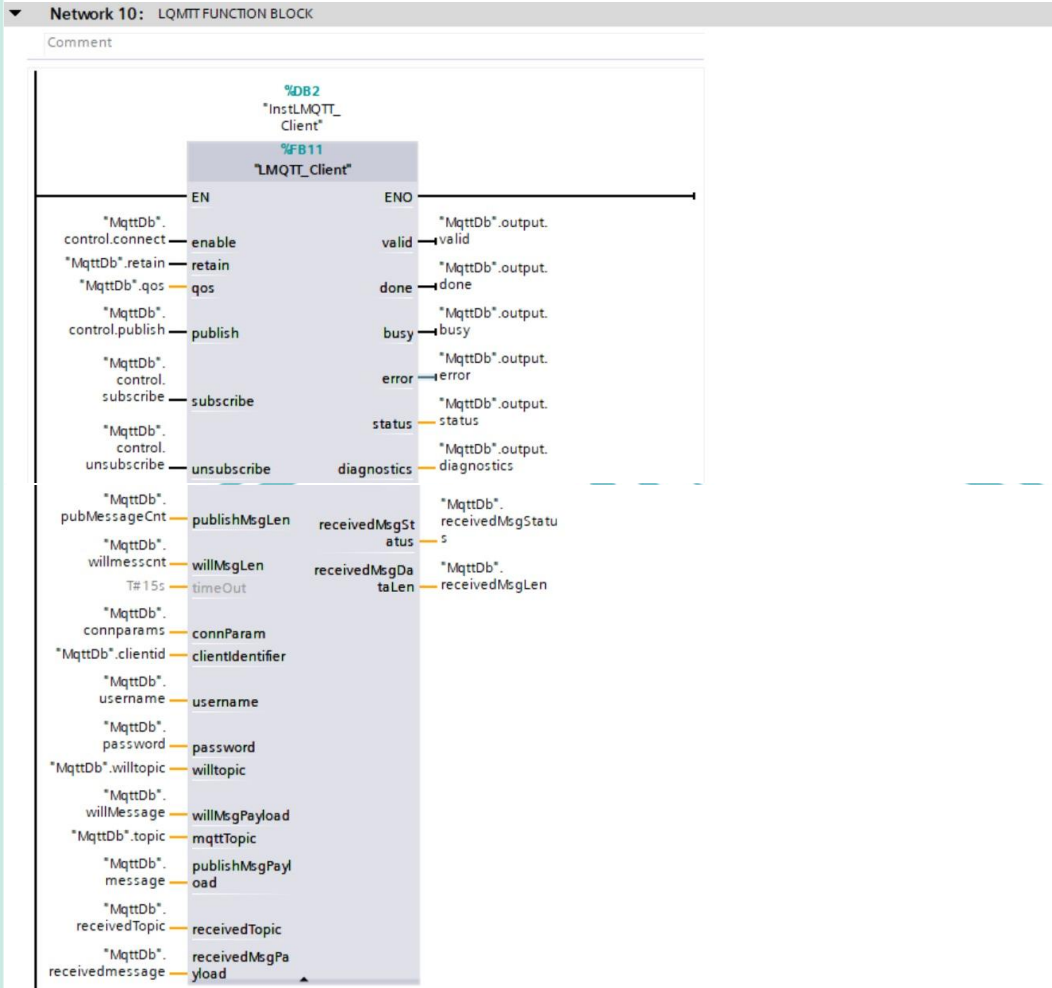 Network 10: LQMTT FUNCTION BLOCK
Comment
%DB2
"InstLMQTT_
Client"
%FB11
"LMQTT_Client"
EN
ENO
"MqttDb".
control.connect
enable
valid
"MqttDb".output.
valid
"MqttDb".retain
retain
"MqttDb".qos
qos
done
"MqttDb".output.
done
"MqttDb".
control.publish
publish
busy
"MqttDb".output.
busy
"MqttDb".
control.
subscribe
subscribe
error
"MqttDb".output.
error
status
"MqttDb".output.
status
"MqttDb".
control.
unsubscribe
unsubscribe
diagnostics
"MqttDb".output.
diagnostics
"MqttDb".
pubMessageCnt
publishMsgLen
receivedMsgSt
atus
"MqttDb".
receivedMsgStatu
s
"MqttDb".
willmesscnt
willMsgLen
receivedMsgDa
taLen
"MqttDb".
receivedMsgLen
T#15s
timeOut
"MqttDb".
connparams
connParam
"MqttDb".clientid
clientIdentifier
"MqttDb".
username
username
"MqttDb".
password
password
"MqttDb".willtopic
willtopic
"MqttDb".
willMessage
willMsgPayload
"MqttDb".topic
mqttTopic
"MqttDb".
message
publishMsgPayl
oad
"MqttDb".
receivedTopic
receivedTopic
"MqttDb".
receivedmessage
receivedMsgPa
yload